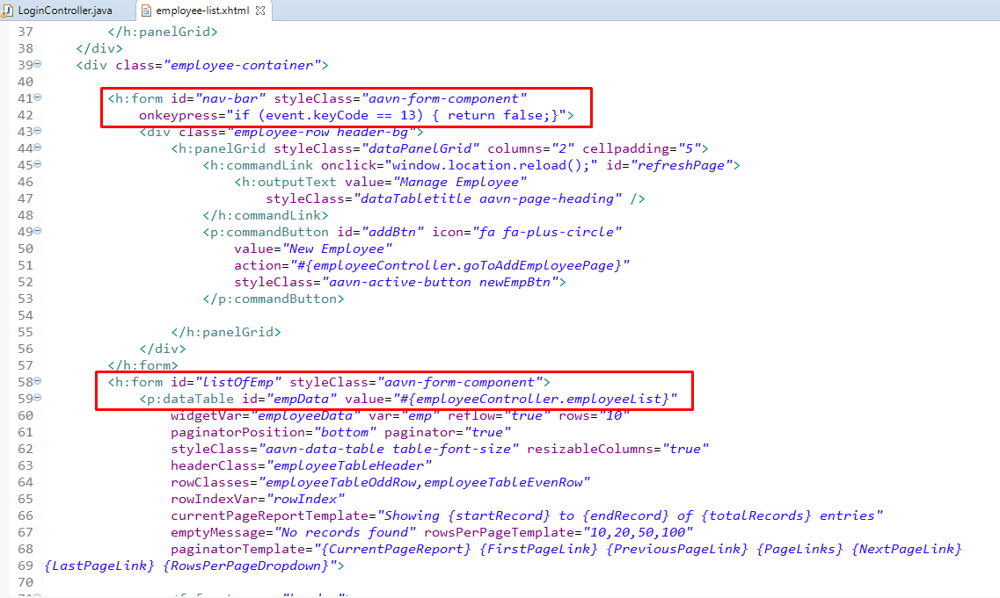 LoginController.java employee-list.xhtml
37 </h:panelGrid>
38 </div>
39 <div class="employee-container">
40
41 <h:form id="nav-bar" styleClass="aavn-form-component"
42 onkeypress="if (event.keyCode == 13) { return false;}">
43 <div class="employee-row header-bg">
44 <h:panelGrid styleClass="dataPanelGrid" columns="2" cellpadding="5">
45 <h:commandLink onclick="window.location.reload();" id="refreshPage">
46 <h:outputText value="Manage Employee"
47 styleClass="dataTabletitle aavn-page-heading" />
48 </h:commandLink>
49 <p:commandButton id="addBtn" icon="fa fa-plus-circle"
50 value="New Employee"
51 action="#{employeeController.goToAddEmployeePage}"
52 styleClass="aavn-active-button newEmpBtn">
53 </p:commandButton>
54
55 </h:panelGrid>
56 </div>
57 </h:form>
58 <h:form id="listOfEmp" styleClass="aavn-form-component">
59 <p:dataTable id="empData" value="#{employeeController.employeeList}"
60 widgetVar="employeeData" var="emp" reflow="true" rows="10"
61 paginatorPosition="bottom" paginator="true"
62 styleClass="aavn-data-table table-font-size" resizableColumns="true"
63 headerClass="employeeTableHeader"
64 rowClasses="employeeTableOddRow,employeeTableEvenRow"
65 rowIndexVar="rowIndex"
66 currentPageReportTemplate="Showing {startRecord} to {endRecord} of {totalRecords} entries"
67 emptyMessage="No records found" rowsPerPageTemplate="10,20,50,100"
68 paginatorTemplate="{CurrentPageReport} {FirstPageLink} {PreviousPageLink} {PageLinks} {NextPageLink}
69 {LastPageLink} {RowsPerPageDropdown}">
70